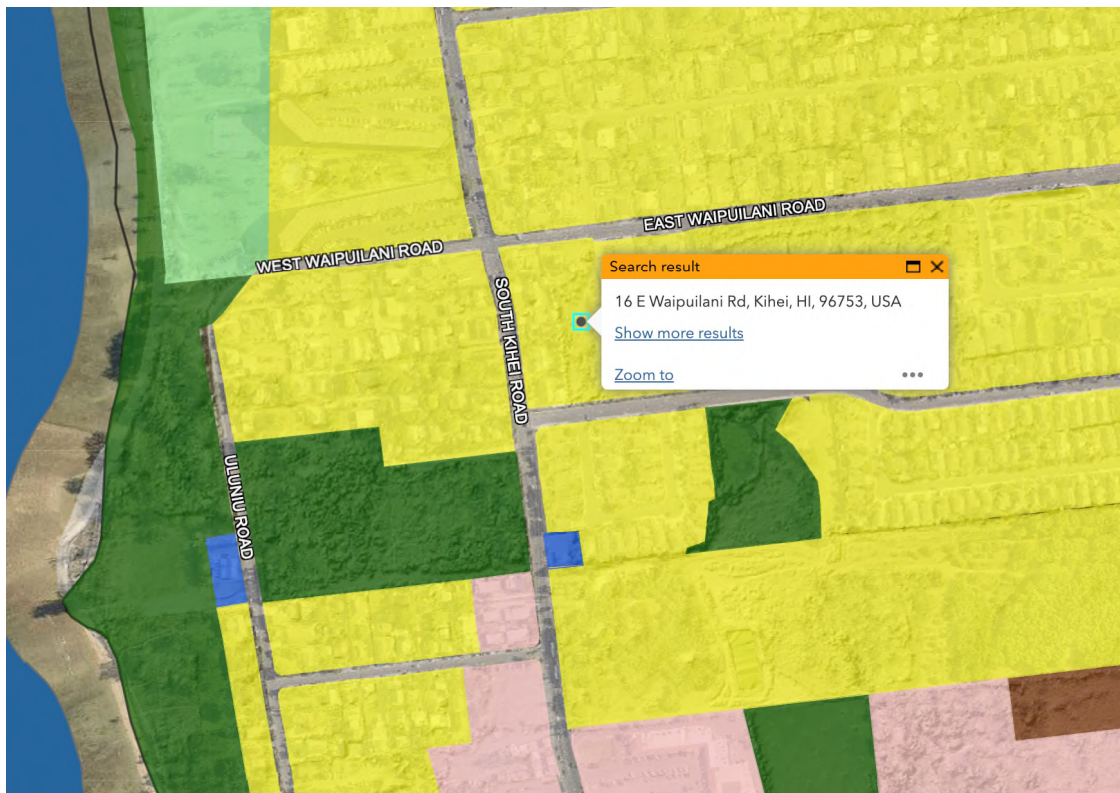 EAST WAIPUILANI ROAD
WEST WAIPUILANI ROAD
Search result
16 E Waipuilani Rd, Kihei, HI, 96753, USA
Show more results
Zoom to
SOUTH KIHEI ROAD
ULUNIU ROAD